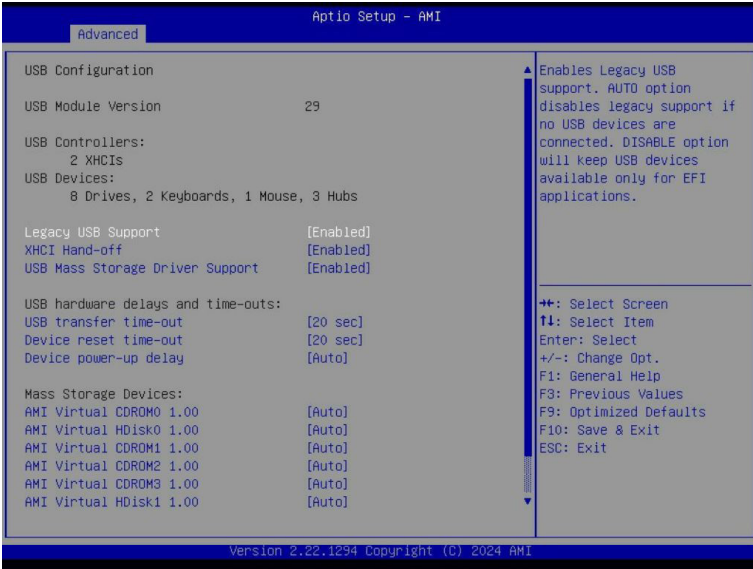 Aptio Setup – AMI
Advanced
USB Configuration
USB Module Version 29
USB Controllers:
2 XHCIs
USB Devices:
8 Drives, 2 Keyboards, 1 Mouse, 3 Hubs
Legacy USB Support [Enabled]
XHCI Hand-off [Enabled]
USB Mass Storage Driver Support [Enabled]
USB hardware delays and time-outs:
USB transfer time-out [20 sec]
Device reset time-out [20 sec]
Device power-up delay [Auto]
Mass Storage Devices:
AMI Virtual CDROM0 1.00 [Auto]
AMI Virtual HDisk0 1.00 [Auto]
AMI Virtual CDROM1 1.00 [Auto]
AMI Virtual CDROM2 1.00 [Auto]
AMI Virtual CDROM3 1.00 [Auto]
AMI Virtual HDisk1 1.00 [Auto]
Enables Legacy USB
support. AUTO option
disables legacy support if
no USB devices are
connected. DISABLE option
will keep USB devices
available only for EFI
applications.
→←: Select Screen
↑↓: Select Item
Enter: Select
+/-: Change Opt.
F1: General Help
F3: Previous Values
F9: Optimized Defaults
F10: Save & Exit
ESC: Exit
Version 2.22.1294 Copyright (C) 2024 AMI